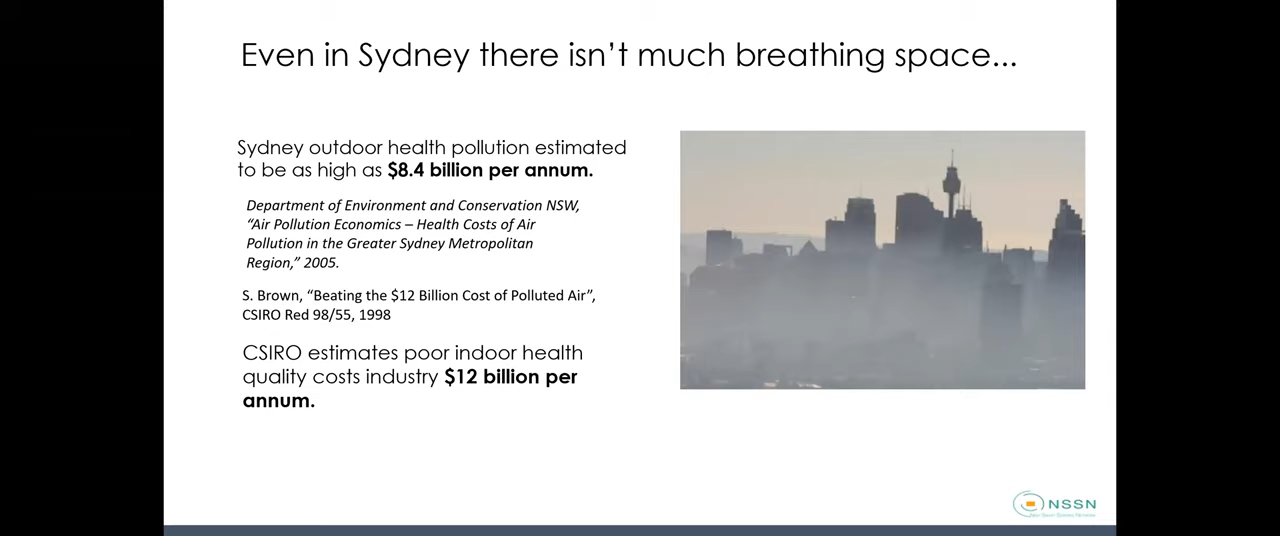 Even in Sydney there isn’t much breathing space...
Sydney outdoor health pollution estimated
to be as high as $8.4 billion per annum.
Department of Environment and Conservation NSW,
“Air Pollution Economics – Health Costs of Air
Pollution in the Greater Sydney Metropolitan
Region,” 2005.
S. Brown, “Beating the $12 Billion Cost of Polluted Air”,
CSIRO Red 98/55, 1998
CSIRO estimates poor indoor health
quality costs industry $12 billion per
annum.
NSSN